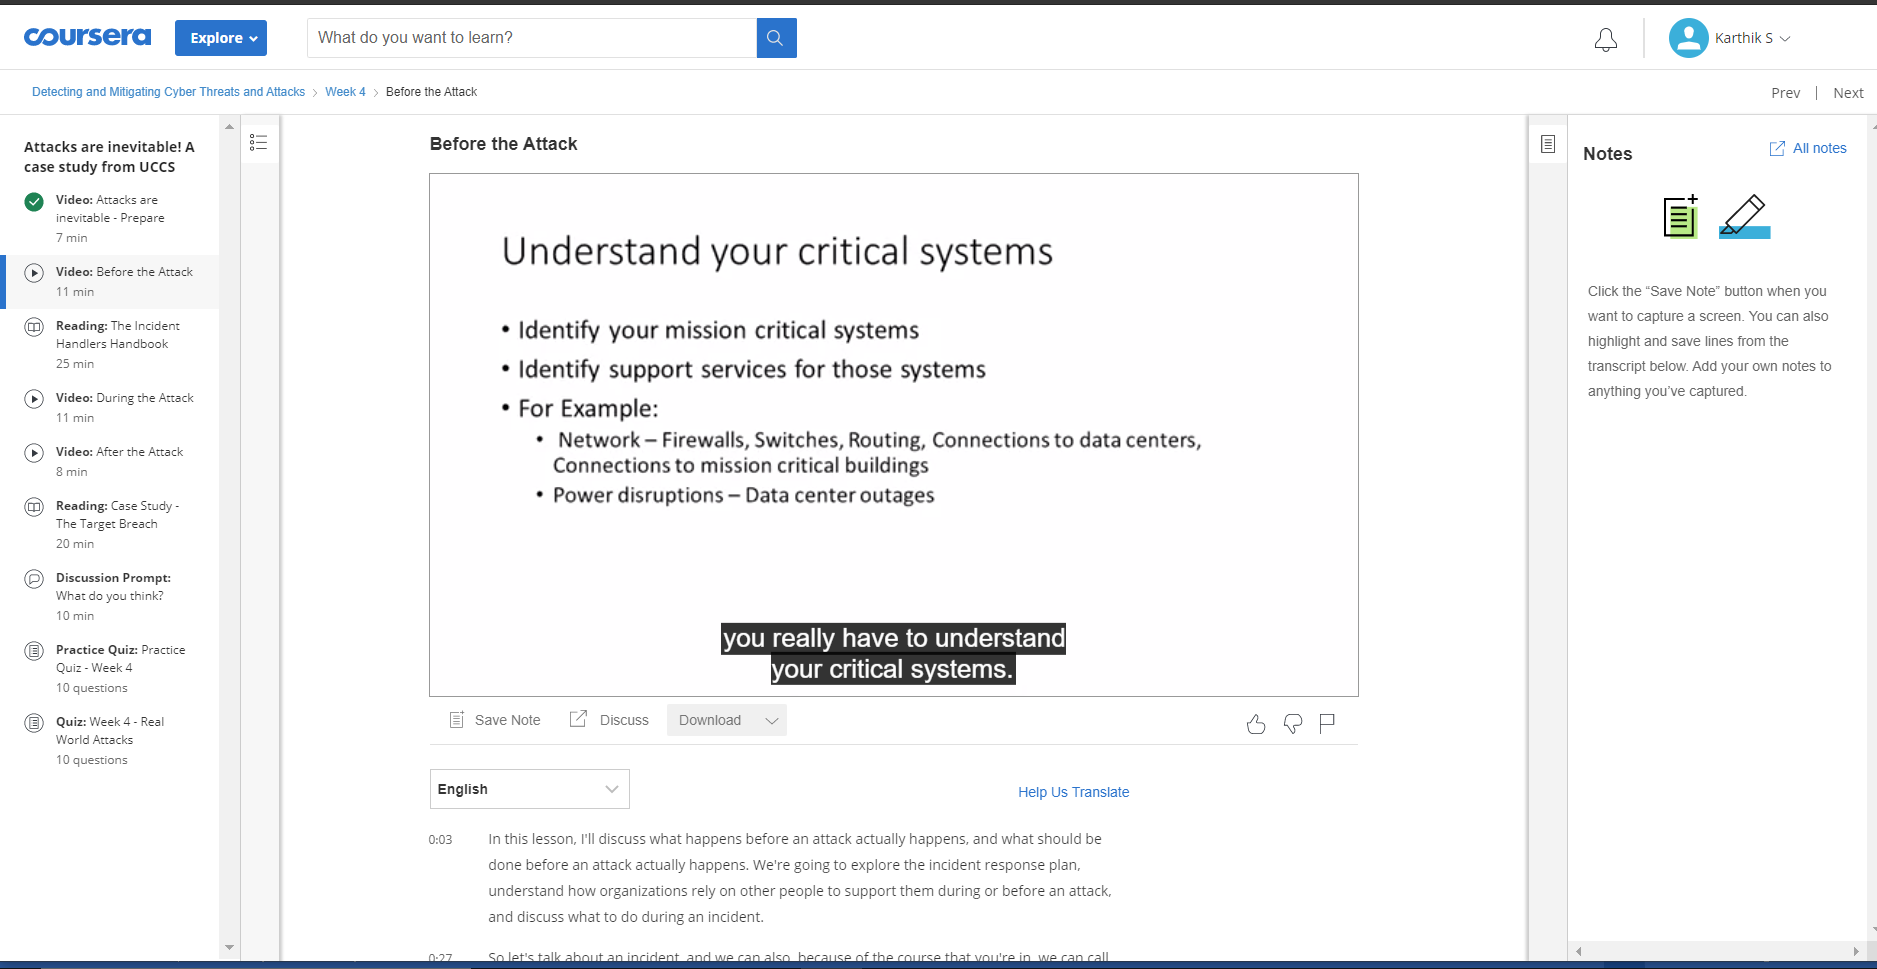 coursera
Explore
What do you want to learn?
Karthik S
Detecting and Mitigating Cyber Threats and Attacks > Week 4 > Before the Attack
Prev | Next
Attacks are inevitable! A
case study from UCCS
Video: Attacks are
inevitable - Prepare
7 min
Video: Before the Attack
11 min
Reading: The Incident
Handlers Handbook
25 min
Video: During the Attack
11 min
Video: After the Attack
8 min
Reading: Case Study -
The Target Breach
20 min
Discussion Prompt:
What do you think?
10 min
Practice Quiz: Practice
Quiz - Week 4
10 questions
Quiz: Week 4 - Real
World Attacks
10 questions
Before the Attack
Understand your critical systems
• Identify your mission critical systems
• Identify support services for those systems
• For Example:
• Network – Firewalls, Switches, Routing, Connections to data centers,
Connections to mission critical buildings
• Power disruptions – Data center outages
you really have to understand
your critical systems.
Save Note
Discuss
Download
English
Help Us Translate
0:03 In this lesson, I'll discuss what happens before an attack actually happens, and what should be
done before an attack actually happens. We're going to explore the incident response plan,
understand how organizations rely on other people to support them during or before an attack,
and discuss what to do during an incident.
0:27 So let's talk about an incident, and we can also, because of the course that you're in, we can call
Notes
All notes
Click the “Save Note” button when you
want to capture a screen. You can also
highlight and save lines from the
transcript below. Add your own notes to
anything you’ve captured.